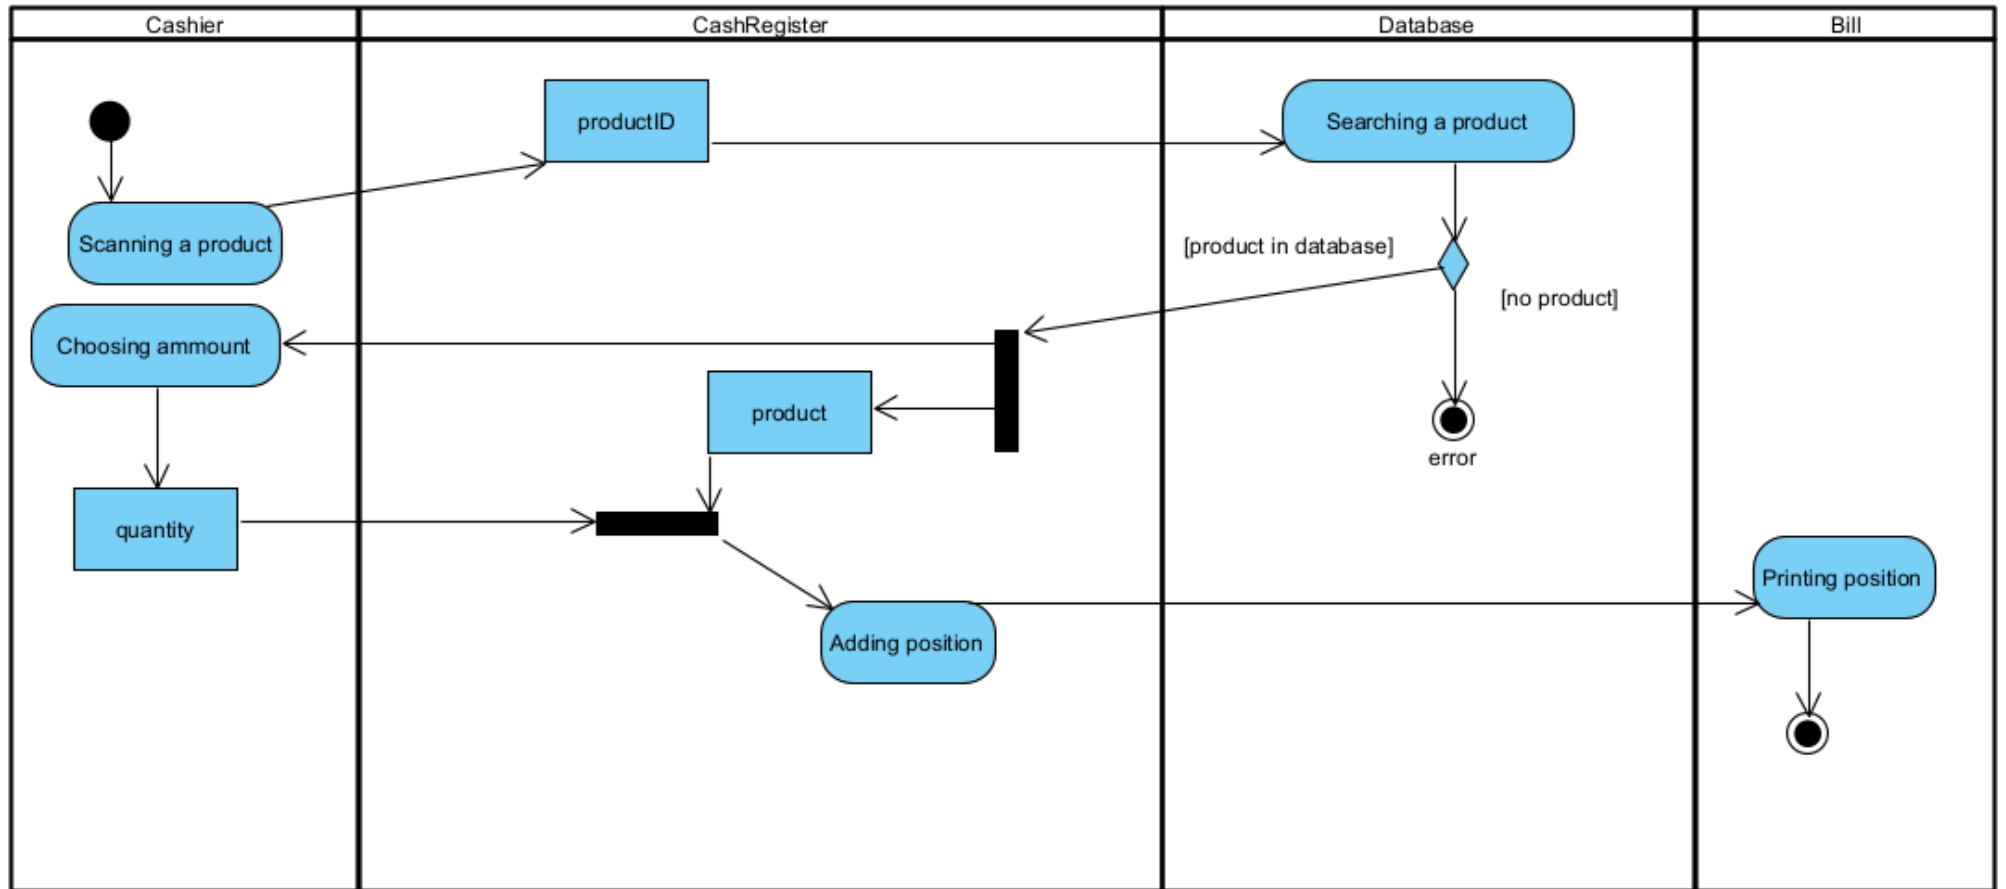 Cashier
CashRegister
Database
Bill
productID
Searching a product
Scanning a product
[product in database]
[no product]
Choosing ammount
product
error
quantity
Printing position
Adding position